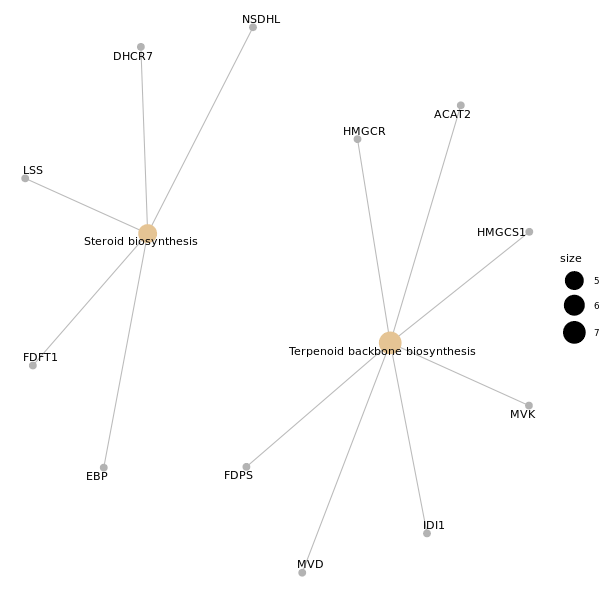 NSDHL
DHCR7
ACAT2
HMGCR
LSS
HMGCS1
Steroid biosynthesis
size
5
6
7
Terpenoid backbone biosynthesis
FDFT1
MVK
EBP
FDPS
IDI1
MVD